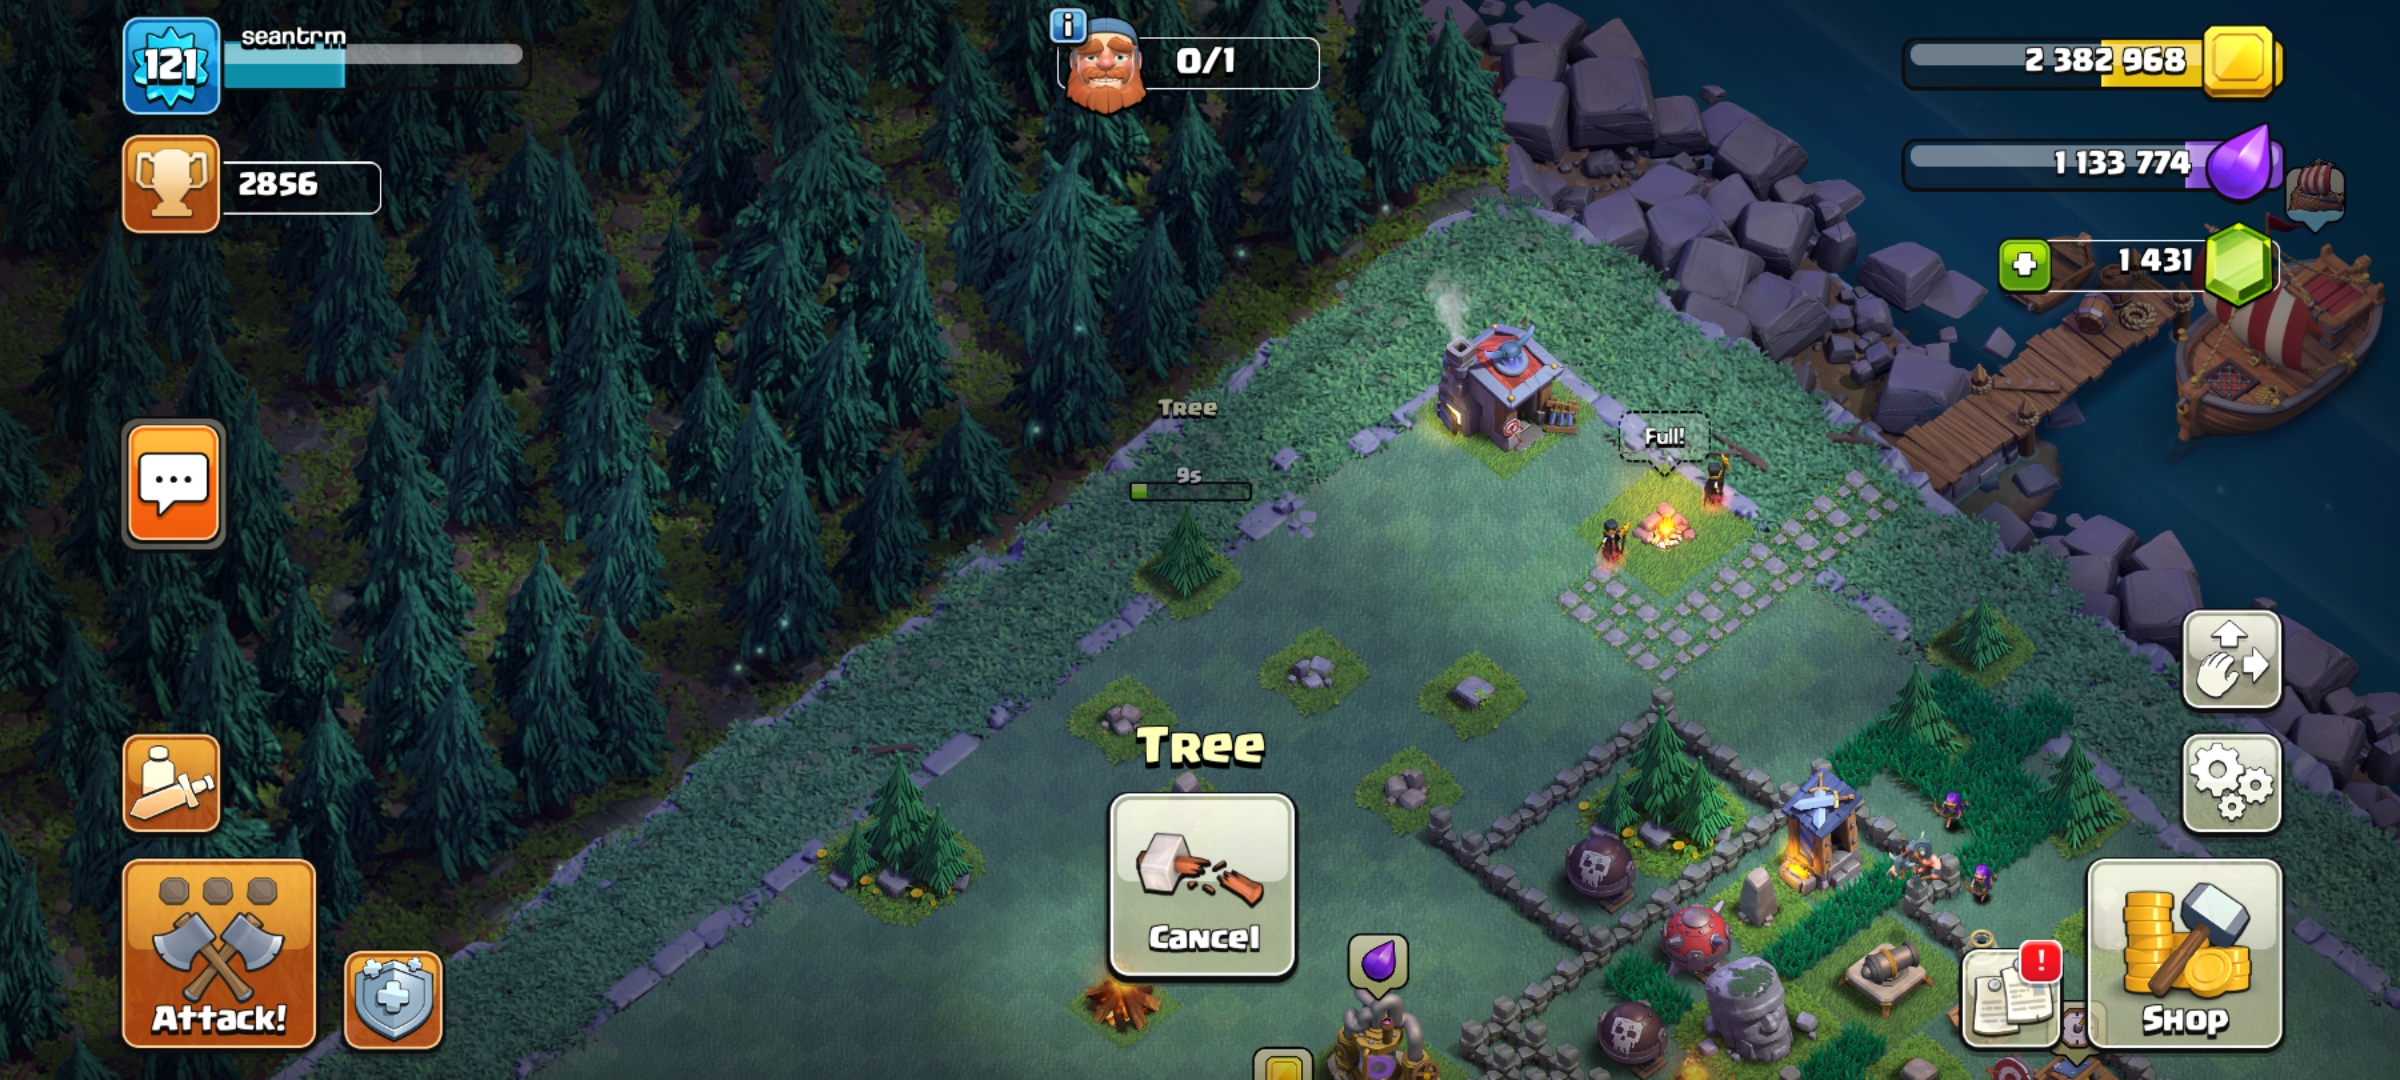 121
seantrm
0/1
2 382 968
2856
1 133 774
1 431
Tree
Full!
9s
Tree
Cancel
Attack!
!
Shop